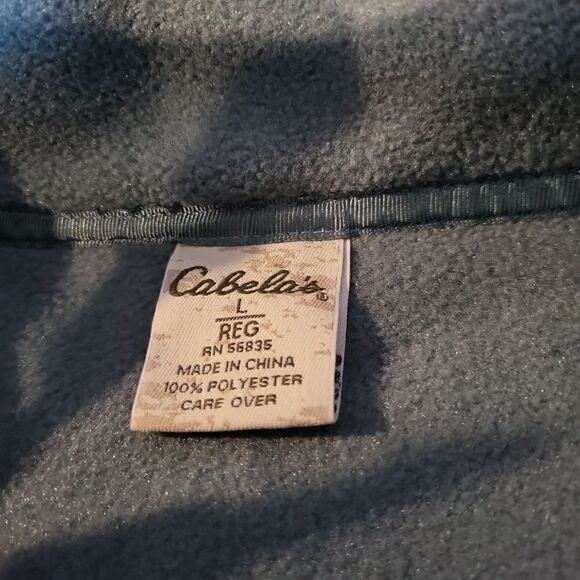 Cabela's®
L
REG
RN 56835
MADE IN CHINA
100% POLYESTER
CARE OVER